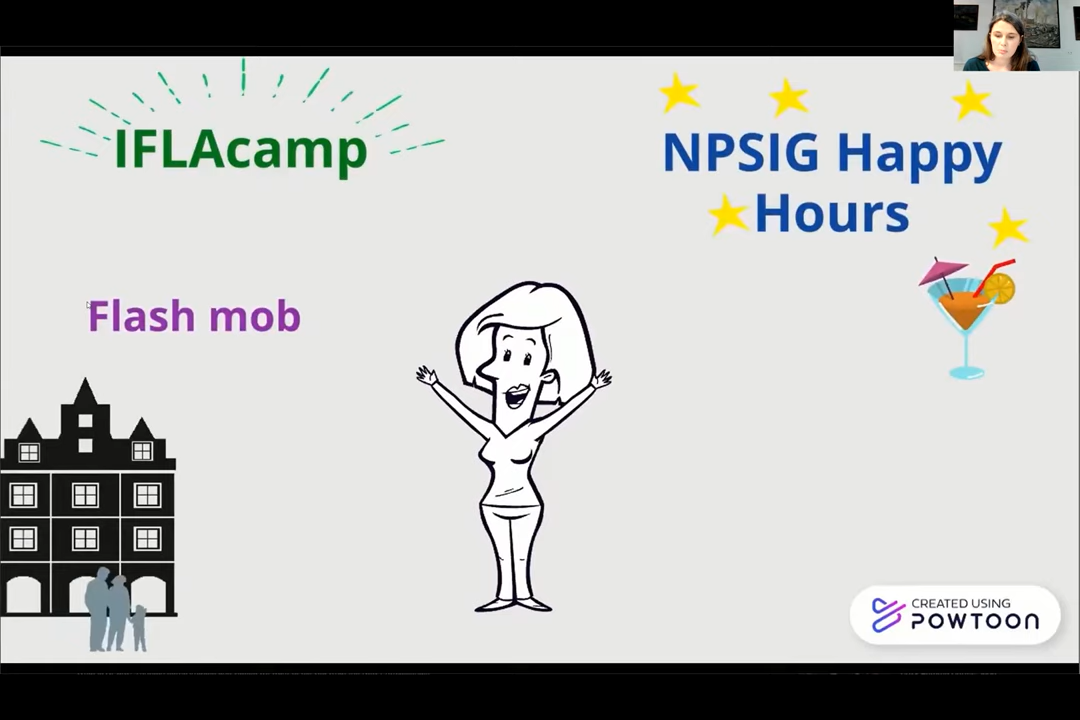 IFLAcamp
NPSIG Happy
Hours
Flash mob
CREATED USING
POWTOON